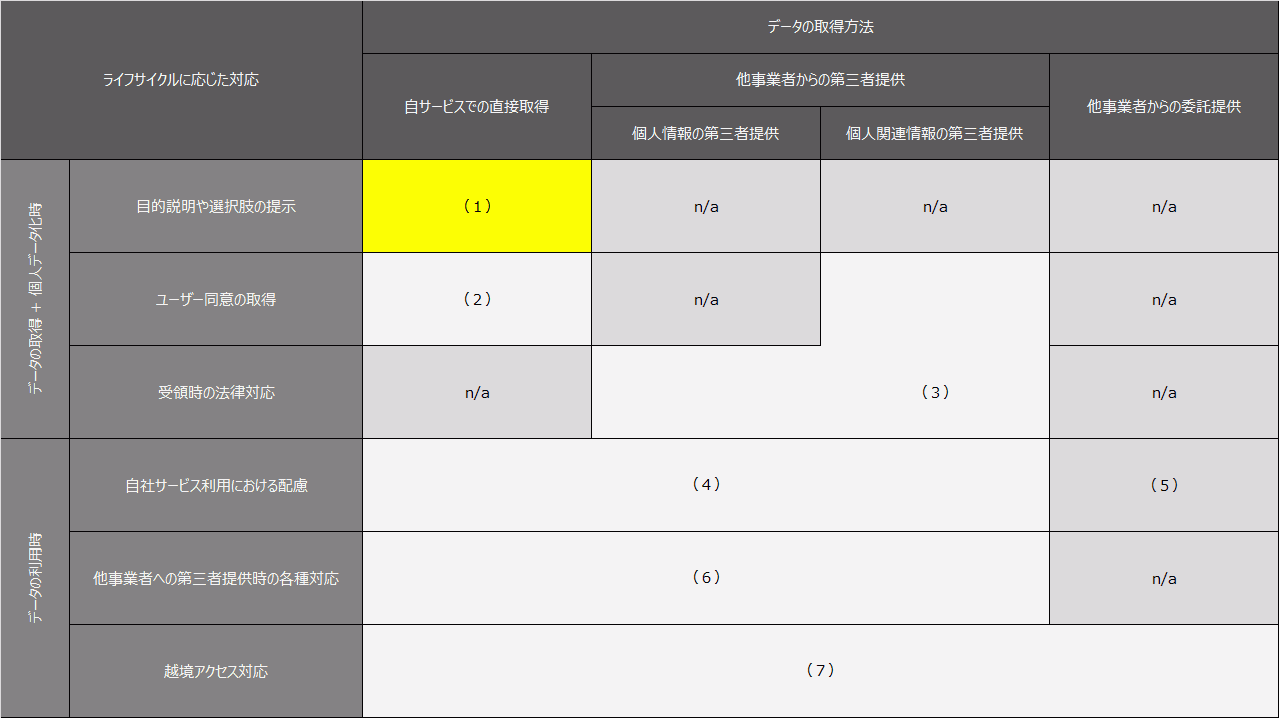 ライフサイクルに応じた対応
データの取得方法
自サービスでの直接取得
他事業者からの第三者提供
他事業者からの委託提供
個人情報の第三者提供
個人関連情報の第三者提供
データの取得 + 個人データ化時
目的説明や選択肢の提示
（1）
n/a
n/a
n/a
ユーザー同意の取得
（2）
n/a
n/a
受領時の法律対応
n/a
（3）
n/a
データの利用時
自社サービス利用における配慮
（4）
（5）
他事業者への第三者提供時の各種対応
（6）
n/a
越境アクセス対応
（7）